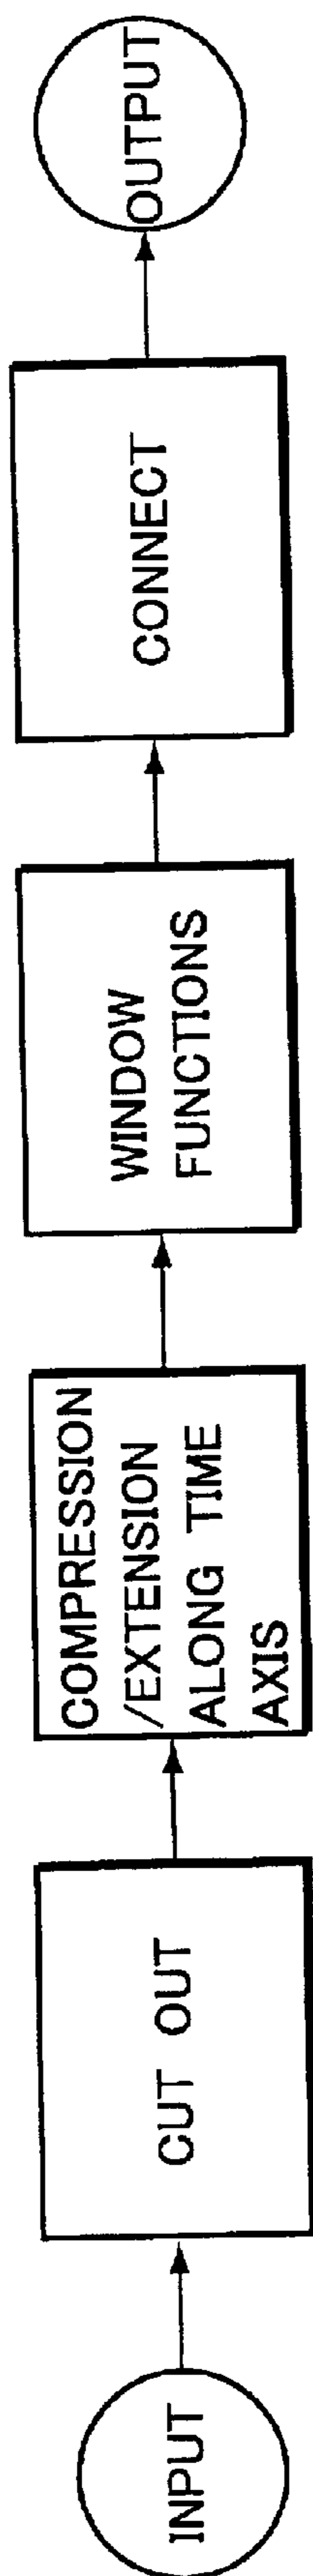 INPUT
CUT OUT
COMPRESSION
/EXTENSION
ALONG TIME
AXIS
WINDOW
FUNCTIONS
CONNECT
OUTPUT